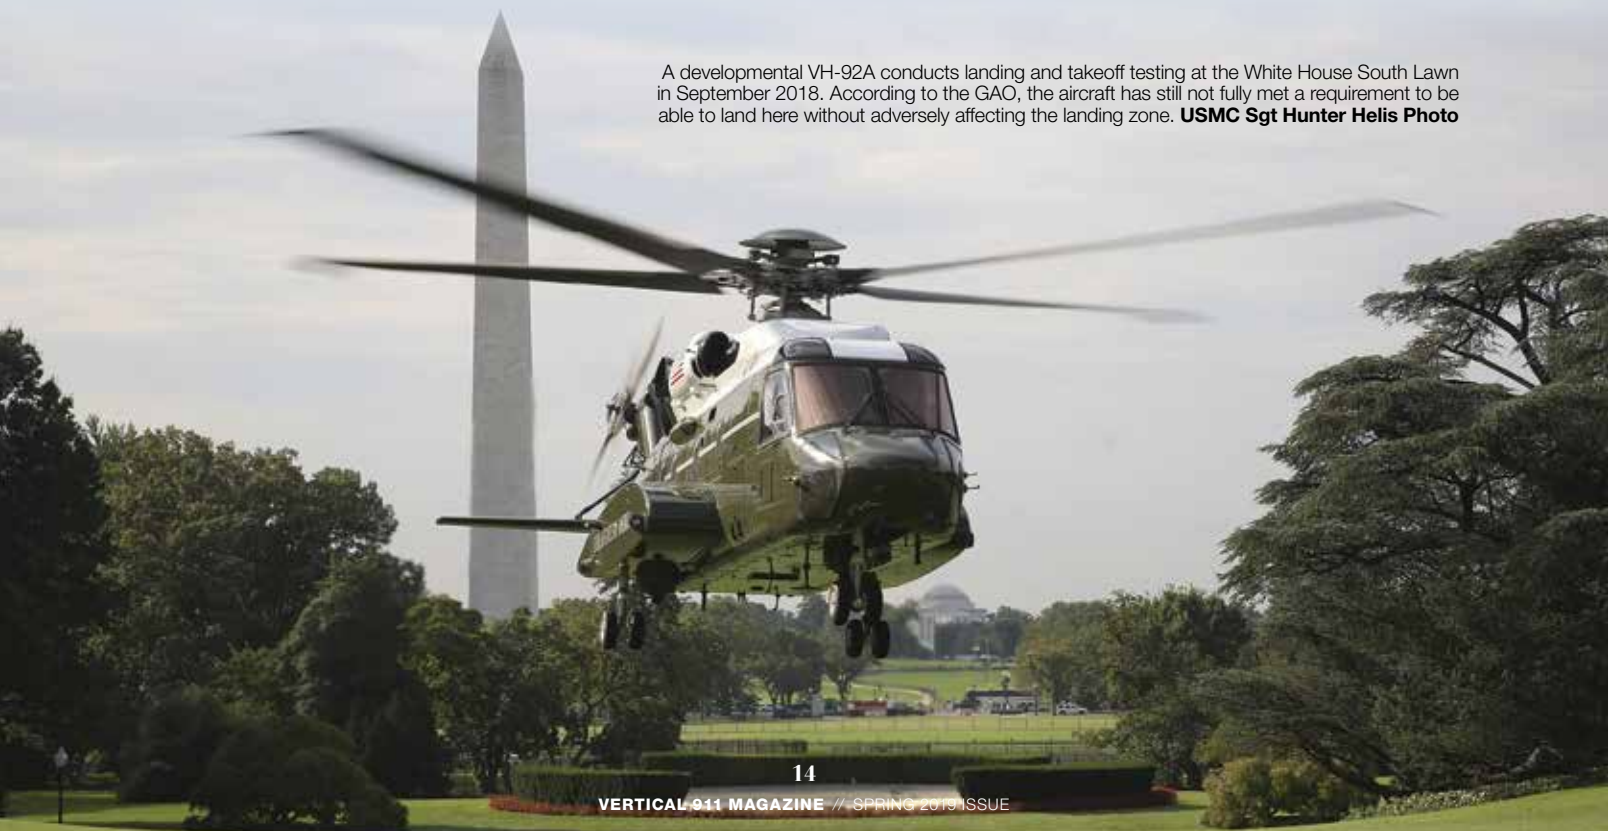 A developmental VH-92A conducts landing and takeoff testing at the White House South Lawn
in September 2018. According to the GAO, the aircraft has still not fully met a requirement to be
able to land here without adversely affecting the landing zone. USMC Sgt Hunter Helis Photo
14
VERTICAL 911 MAGAZINE // SPRING 2019 ISSUE